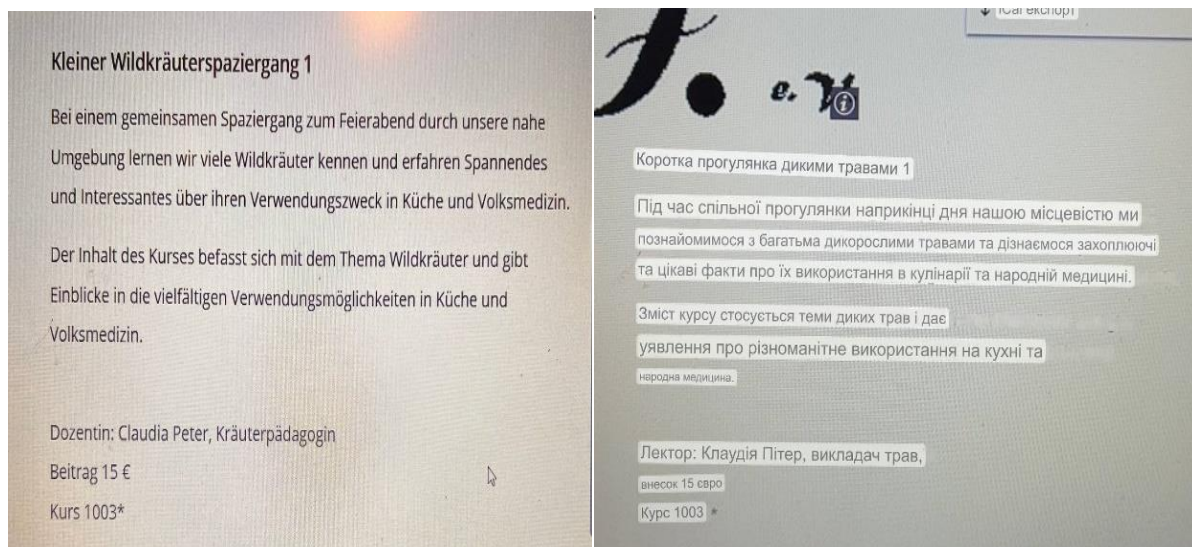 Kleiner Wildkräuterspaziergang 1
Bei einem gemeinsamen Spaziergang zum Feierabend durch unsere nahe
Umgebung lernen wir viele Wildkräuter kennen und erfahren Spannendes
und Interessantes über ihren Verwendungszweck in Küche und Volksmedizin.
Der Inhalt des Kurses befasst sich mit dem Thema Wildkräuter und gibt
Einblicke in die vielfältigen Verwendungsmöglichkeiten in Küche und
Volksmedizin.
Dozentin: Claudia Peter, Kräuterpädagogin
Beitrag 15 €
Kurs 1003*
iCal експорт
e. V
Коротка прогулянка дикими травами 1
Під час спільної прогулянки наприкінці дня нашою місцевістю ми
познайомимося з багатьма дикорослими травами та дізнаємося захоплюючі
та цікаві факти про їх використання в кулінарії та народній медицині.
Зміст курсу стосується теми диких трав і дає
уявлення про різноманітне використання на кухні та
народна медицина.
Лектор: Клаудія Пітер, викладач трав,
внесок 15 євро
Курс 1003 *